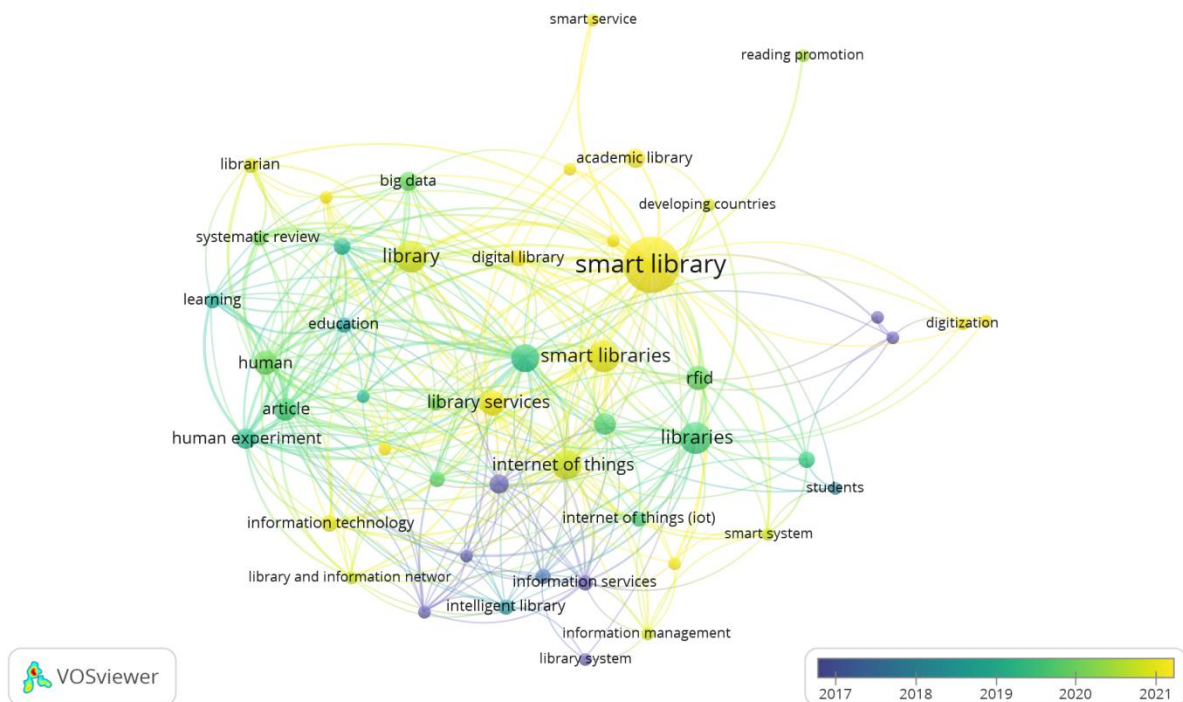 smart service
reading promotion
academic library
librarian
big data
developing countries
systematic review
library
digital library
smart library
learning
education
digitization
human
smart libraries
rfid
article
library services
human experiment
libraries
internet of things
students
information technology
internet of things (iot)
smart system
library and information networ
information services
intelligent library
information management
library system
VOSviewer
2017 2018 2019 2020 2021